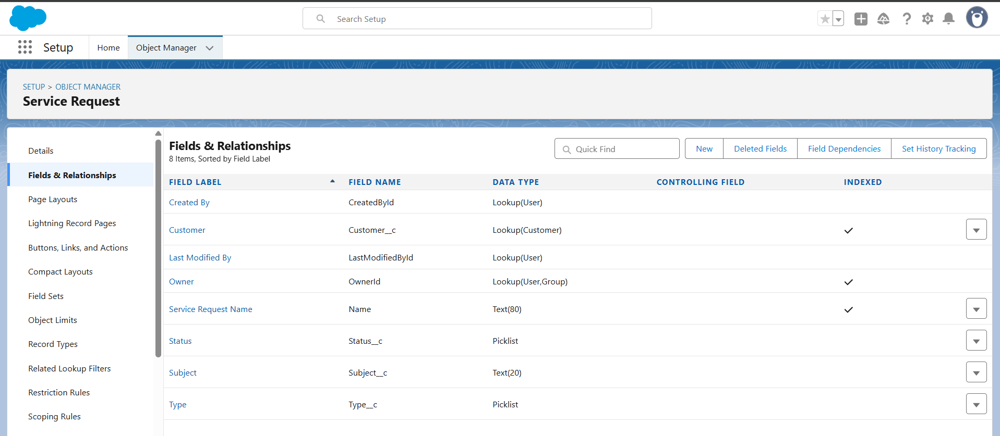 Search Setup
Setup
Home
Object Manager
SETUP > OBJECT MANAGER
Service Request
Details
Fields & Relationships
Page Layouts
Lightning Record Pages
Buttons, Links, and Actions
Compact Layouts
Field Sets
Object Limits
Record Types
Related Lookup Filters
Restriction Rules
Scoping Rules
Fields & Relationships
8 Items, Sorted by Field Label
Quick Find
New
Deleted Fields
Field Dependencies
Set History Tracking
FIELD LABEL FIELD NAME DATA TYPE CONTROLLING FIELD INDEXED
Created By CreatedById Lookup(User)
Customer Customer__c Lookup(Customer)
Last Modified By LastModifiedById Lookup(User)
Owner OwnerId Lookup(User,Group)
Service Request Name Name Text(80)
Status Status__c Picklist
Subject Subject__c Text(20)
Type Type__c Picklist